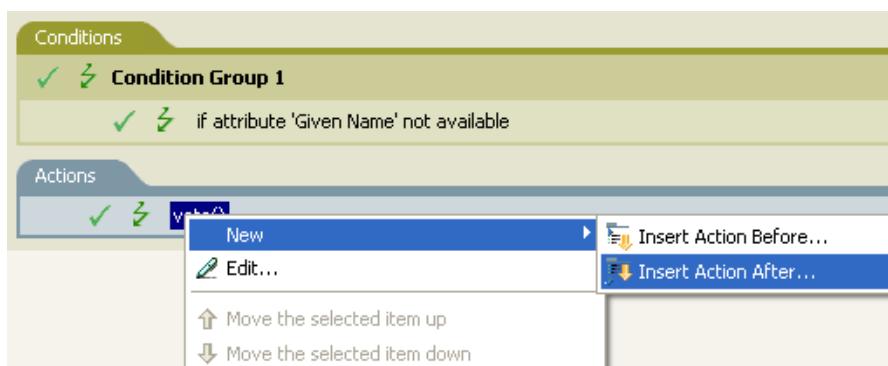 Conditions
Condition Group 1
if attribute 'Given Name' not available
Actions
New
Insert Action Before...
Edit...
Insert Action After...
Move the selected item up
Move the selected item down